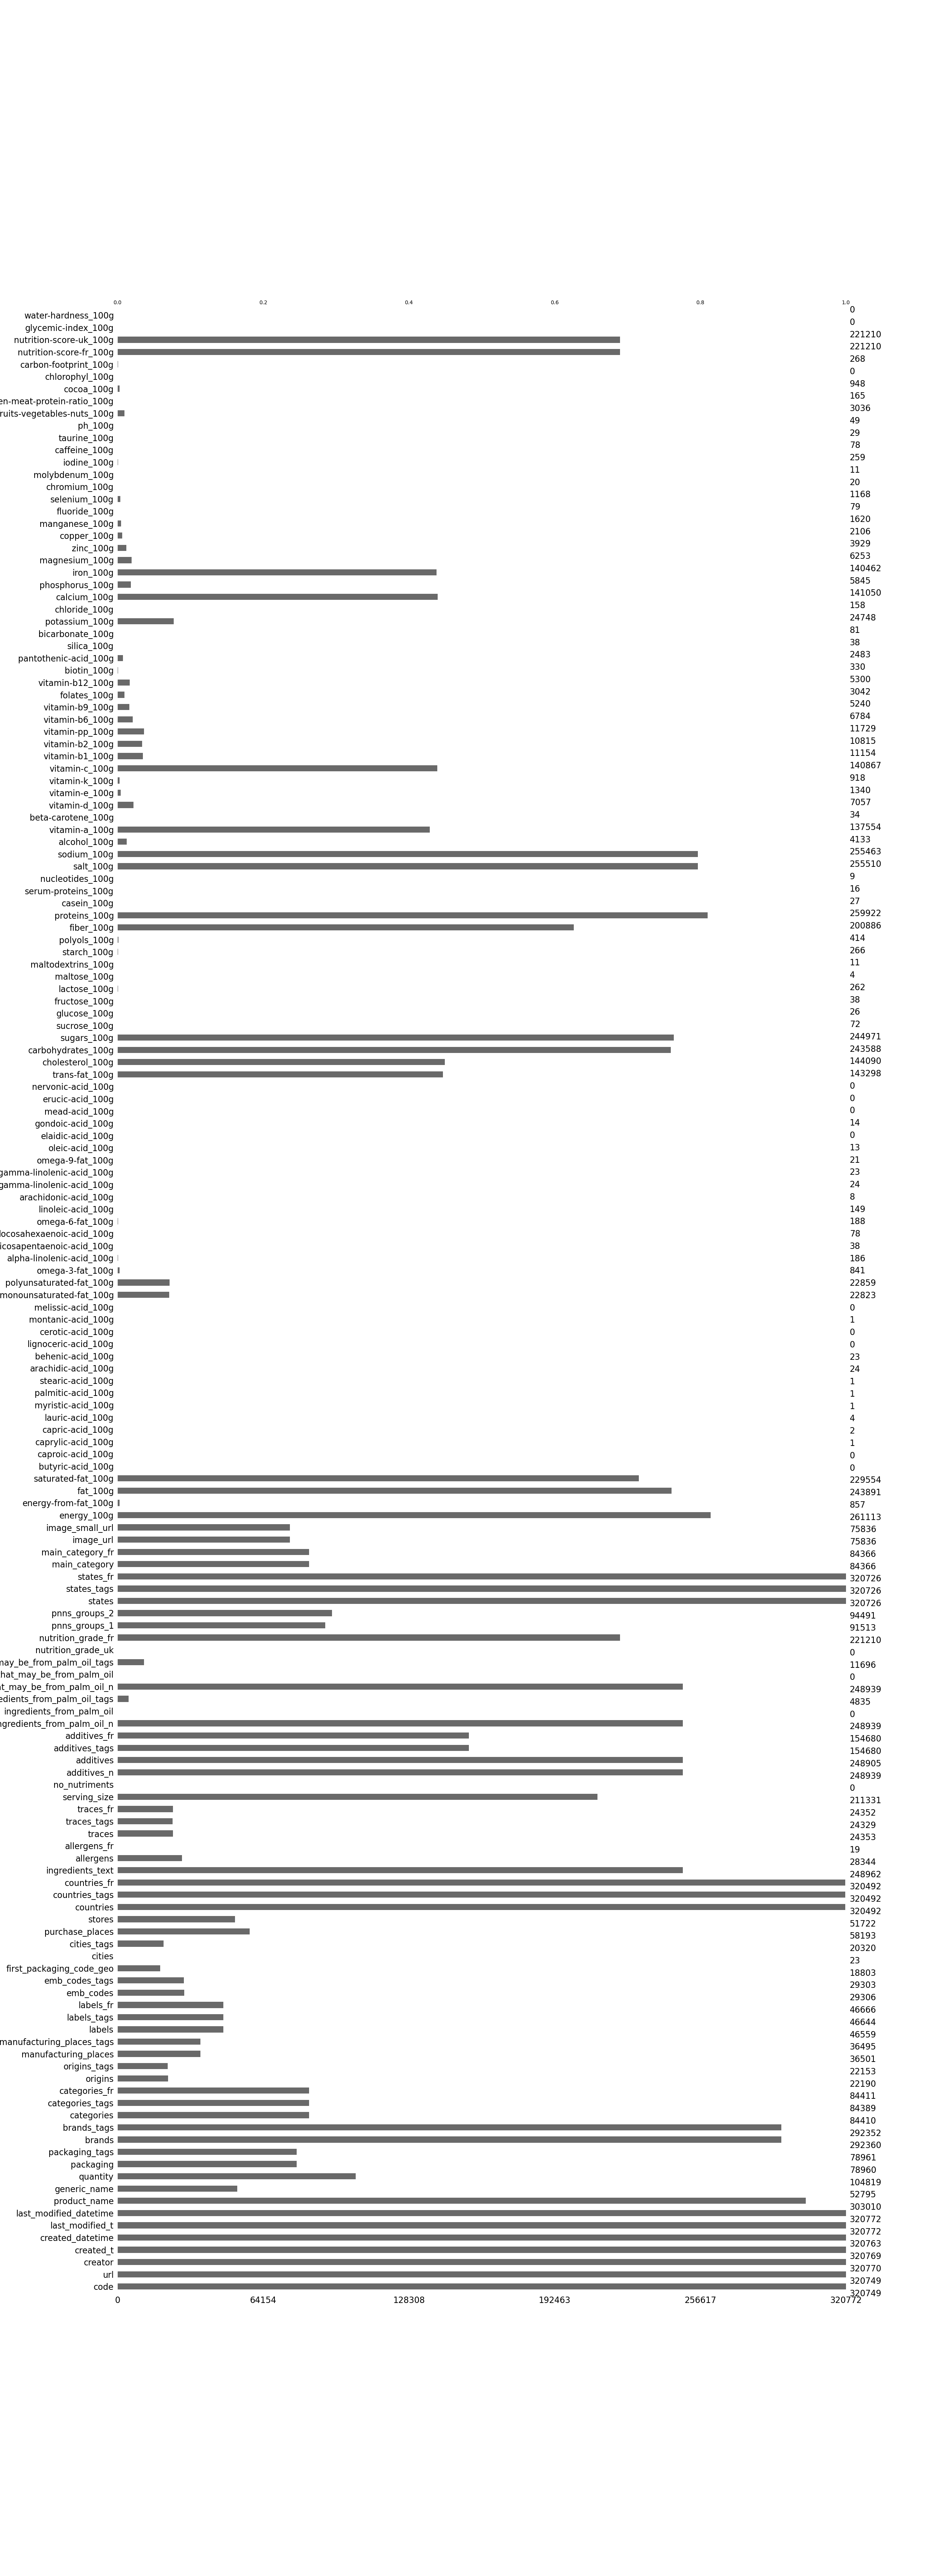 0.0 0.2 0.4 0.6 0.8 1.0
water-hardness_100g 0
glycemic-index_100g 0
nutrition-score-uk_100g 221210
nutrition-score-fr_100g 221210
carbon-footprint_100g 268
chlorophyl_100g 0
cocoa_100g 948
en-meat-protein-ratio_100g 165
ruits-vegetables-nuts_100g 3036
ph_100g 49
taurine_100g 29
caffeine_100g 78
iodine_100g 259
molybdenum_100g 11
chromium_100g 20
selenium_100g 1168
fluoride_100g 79
manganese_100g 1620
copper_100g 2106
zinc_100g 3929
magnesium_100g 6253
iron_100g 140462
phosphorus_100g 5845
calcium_100g 141050
chloride_100g 158
potassium_100g 24748
bicarbonate_100g 81
silica_100g 38
pantothenic-acid_100g 2483
biotin_100g 330
vitamin-b12_100g 5300
folates_100g 3042
vitamin-b9_100g 5240
vitamin-b6_100g 6784
vitamin-pp_100g 11729
vitamin-b2_100g 10815
vitamin-b1_100g 11154
vitamin-c_100g 140867
vitamin-k_100g 918
vitamin-e_100g 1340
vitamin-d_100g 7057
beta-carotene_100g 34
vitamin-a_100g 137554
alcohol_100g 4133
sodium_100g 255463
salt_100g 255510
nucleotides_100g 9
serum-proteins_100g 16
casein_100g 27
proteins_100g 259922
fiber_100g 200886
polyols_100g 414
starch_100g 266
maltodextrins_100g 11
maltose_100g 4
lactose_100g 262
fructose_100g 38
glucose_100g 26
sucrose_100g 72
sugars_100g 244971
carbohydrates_100g 243588
cholesterol_100g 144090
trans-fat_100g 143298
nervonic-acid_100g 0
erucic-acid_100g 0
mead-acid_100g 0
gondoic-acid_100g 14
elaidic-acid_100g 0
oleic-acid_100g 13
omega-9-fat_100g 21
gamma-linolenic-acid_100g 23
gamma-linolenic-acid_100g 24
arachidonic-acid_100g 8
linoleic-acid_100g 149
omega-6-fat_100g 188
docosahexaenoic-acid_100g 78
icosapentaenoic-acid_100g 38
alpha-linolenic-acid_100g 186
omega-3-fat_100g 841
polyunsaturated-fat_100g 22859
monounsaturated-fat_100g 22823
melissic-acid_100g 0
montanic-acid_100g 1
cerotic-acid_100g 0
lignoceric-acid_100g 0
behenic-acid_100g 23
arachidic-acid_100g 24
stearic-acid_100g 1
palmitic-acid_100g 1
myristic-acid_100g 1
lauric-acid_100g 4
capric-acid_100g 2
caprylic-acid_100g 1
caproic-acid_100g 0
butyric-acid_100g 0
saturated-fat_100g 229554
fat_100g 243891
energy-from-fat_100g 857
energy_100g 261113
image_small_url 75836
image_url 75836
main_category_fr 84366
main_category 84366
states_fr 320726
states_tags 320726
states 320726
pnns_groups_2 94491
pnns_groups_1 91513
nutrition_grade_fr 221210
nutrition_grade_uk 0
may_be_from_palm_oil_tags 11696
hat_may_be_from_palm_oil 0
at_may_be_from_palm_oil_n 248939
edients_from_palm_oil_tags 4835
ingredients_from_palm_oil 0
ngredients_from_palm_oil_n 248939
additives_fr 154680
additives_tags 154680
additives 248905
additives_n 248939
no_nutriments 0
serving_size 211331
traces_fr 24352
traces_tags 24329
traces 24353
allergens_fr 19
allergens 28344
ingredients_text 248962
countries_fr 320492
countries_tags 320492
countries 320492
stores 51722
purchase_places 58193
cities_tags 20320
cities 23
first_packaging_code_geo 18803
emb_codes_tags 29303
emb_codes 29306
labels_fr 46666
labels_tags 46644
labels 46559
manufacturing_places_tags 36495
manufacturing_places 36501
origins_tags 22153
origins 22190
categories_fr 84411
categories_tags 84389
categories 84410
brands_tags 292352
brands 292360
packaging_tags 78961
packaging 78960
quantity 104819
generic_name 52795
product_name 303010
last_modified_datetime 320772
last_modified_t 320772
created_datetime 320763
created_t 320769
creator 320770
url 320749
code 320749
0 64154 128308 192463 256617 320772